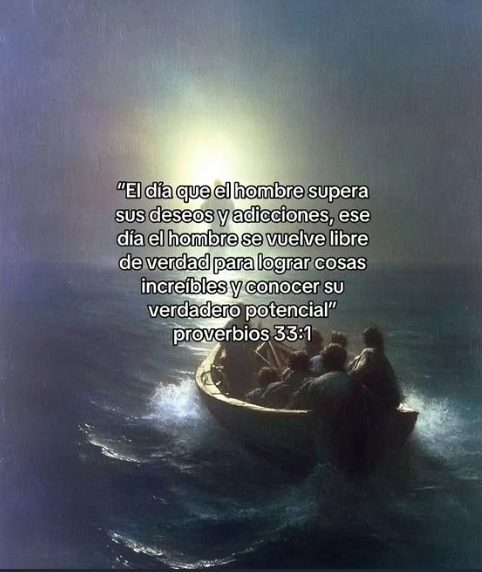 “El día que el hombre supera
sus deseos y adicciones, ese
día el hombre se vuelve libre
de verdad para lograr cosas
increíbles y conocer su
verdadero potencial”
proverbios 33:1